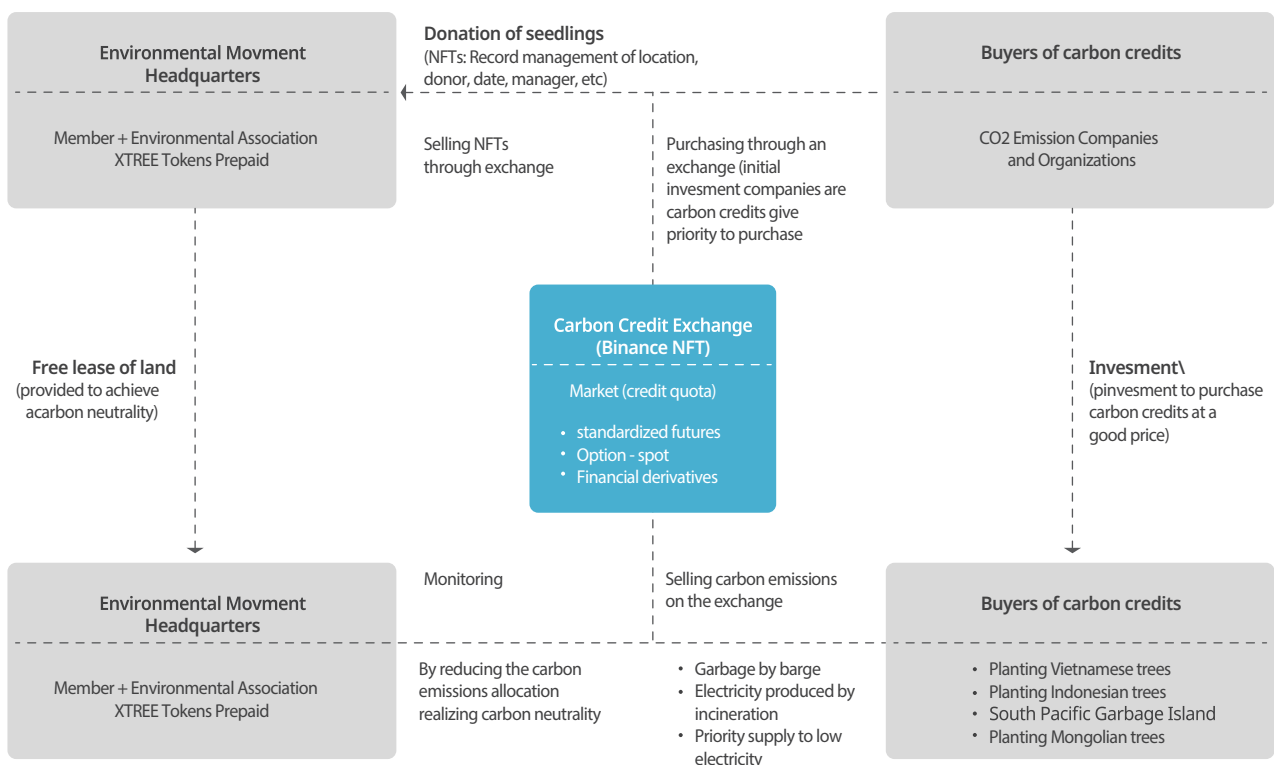 Environmental Movment
Headquarters
Member + Environmental Association
XTREE Tokens Prepaid
Donation of seedlings
(NFTs: Record management of location,
donor, date, manager, etc)
Selling NFTs
through exchange
Purchasing through an
exchange (initial
invesment companies are
carbon credits give
priority to purchase
Buyers of carbon credits
CO2 Emission Companies
and Organizations
Free lease of land
(provided to achieve
acarbon neutrality)
Carbon Credit Exchange
(Binance NFT)
Market (credit quota)
• standardized futures
• Option - spot
• Financial derivatives
Invesment\
(pinvesment to purchase
carbon credits at a
good price)
Environmental Movment
Headquarters
Member + Environmental Association
XTREE Tokens Prepaid
Monitoring
By reducing the carbon
emissions allocation
realizing carbon neutrality
Selling carbon emissions
on the exchange
• Garbage by barge
• Electricity produced by
incineration
• Priority supply to low
electricity
Buyers of carbon credits
• Planting Vietnamese trees
• Planting Indonesian trees
• South Pacific Garbage Island
• Planting Mongolian trees